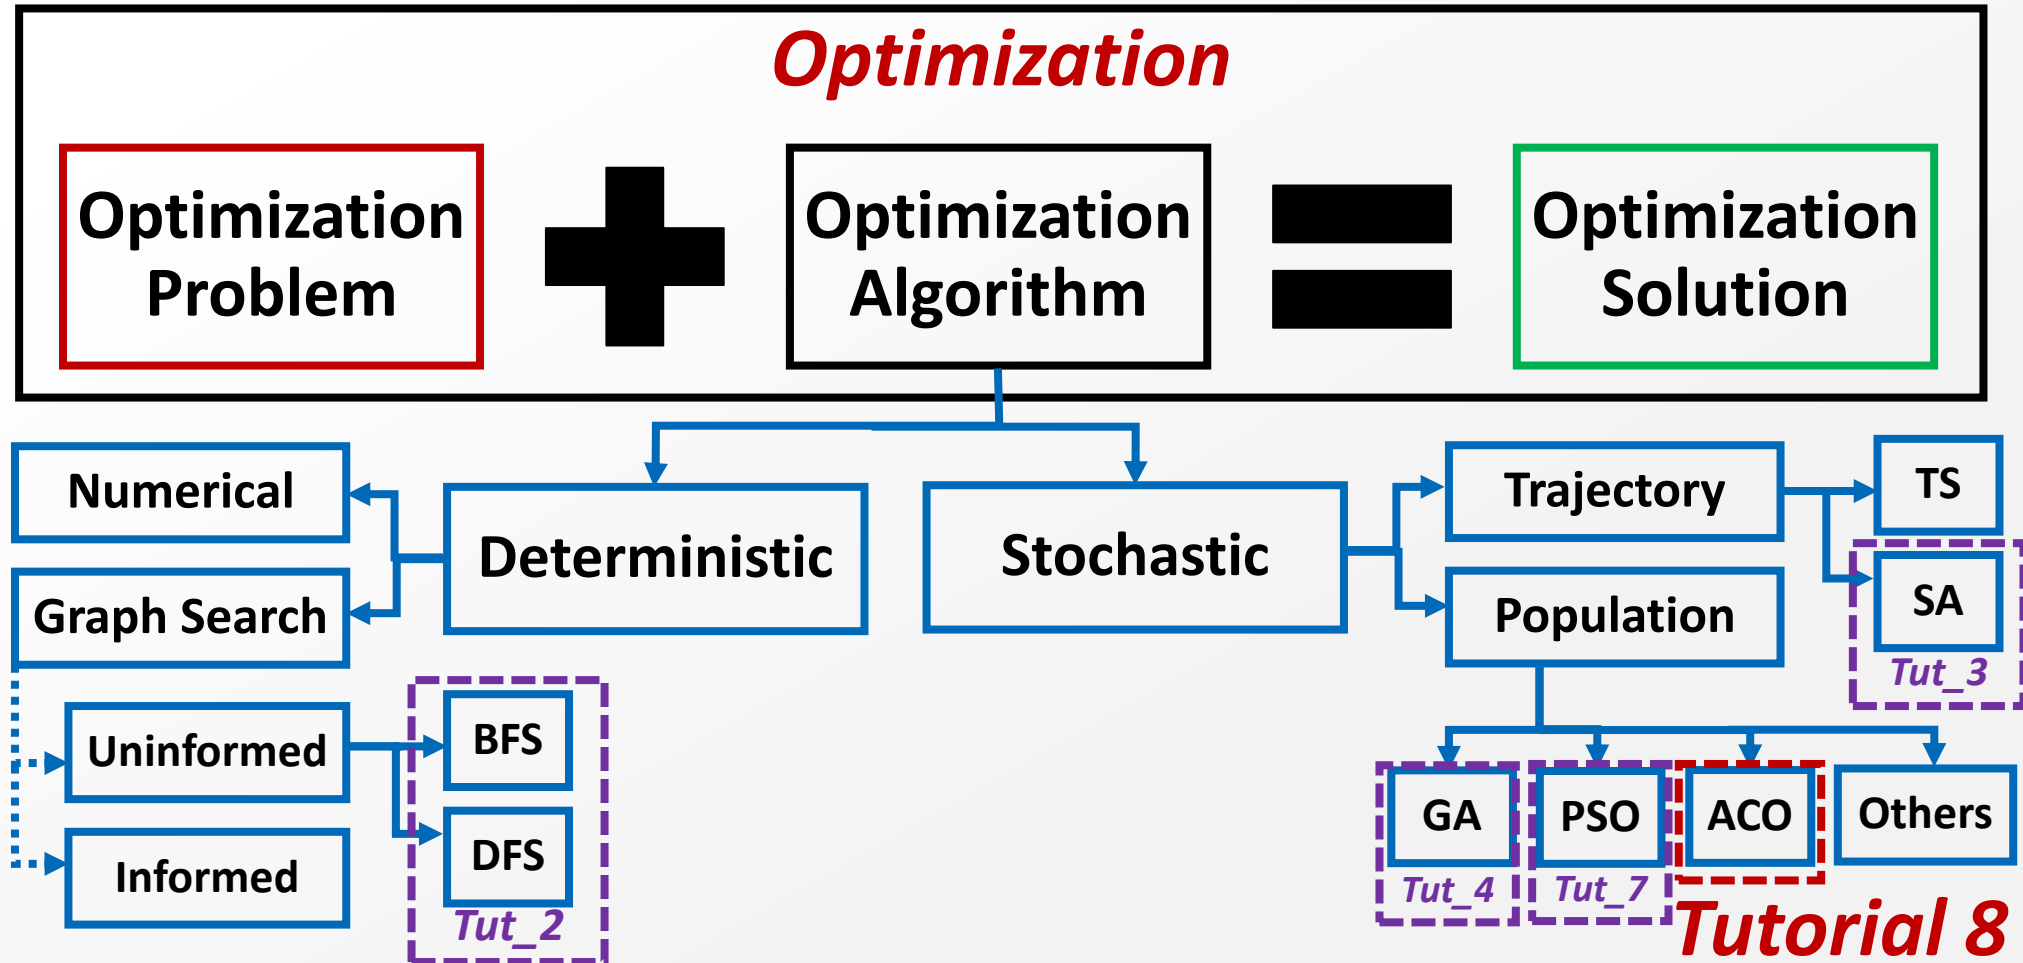 Optimization
Optimization
Problem
Optimization
Algorithm
Optimization
Solution
Numerical
Graph Search
Deterministic
Stochastic
Trajectory
Population
TS
SA
Tut_3
Uninformed
Informed
BFS
DFS
Tut_2
GA
PSO
ACO
Others
Tut_4
Tut_7
Tutorial 8